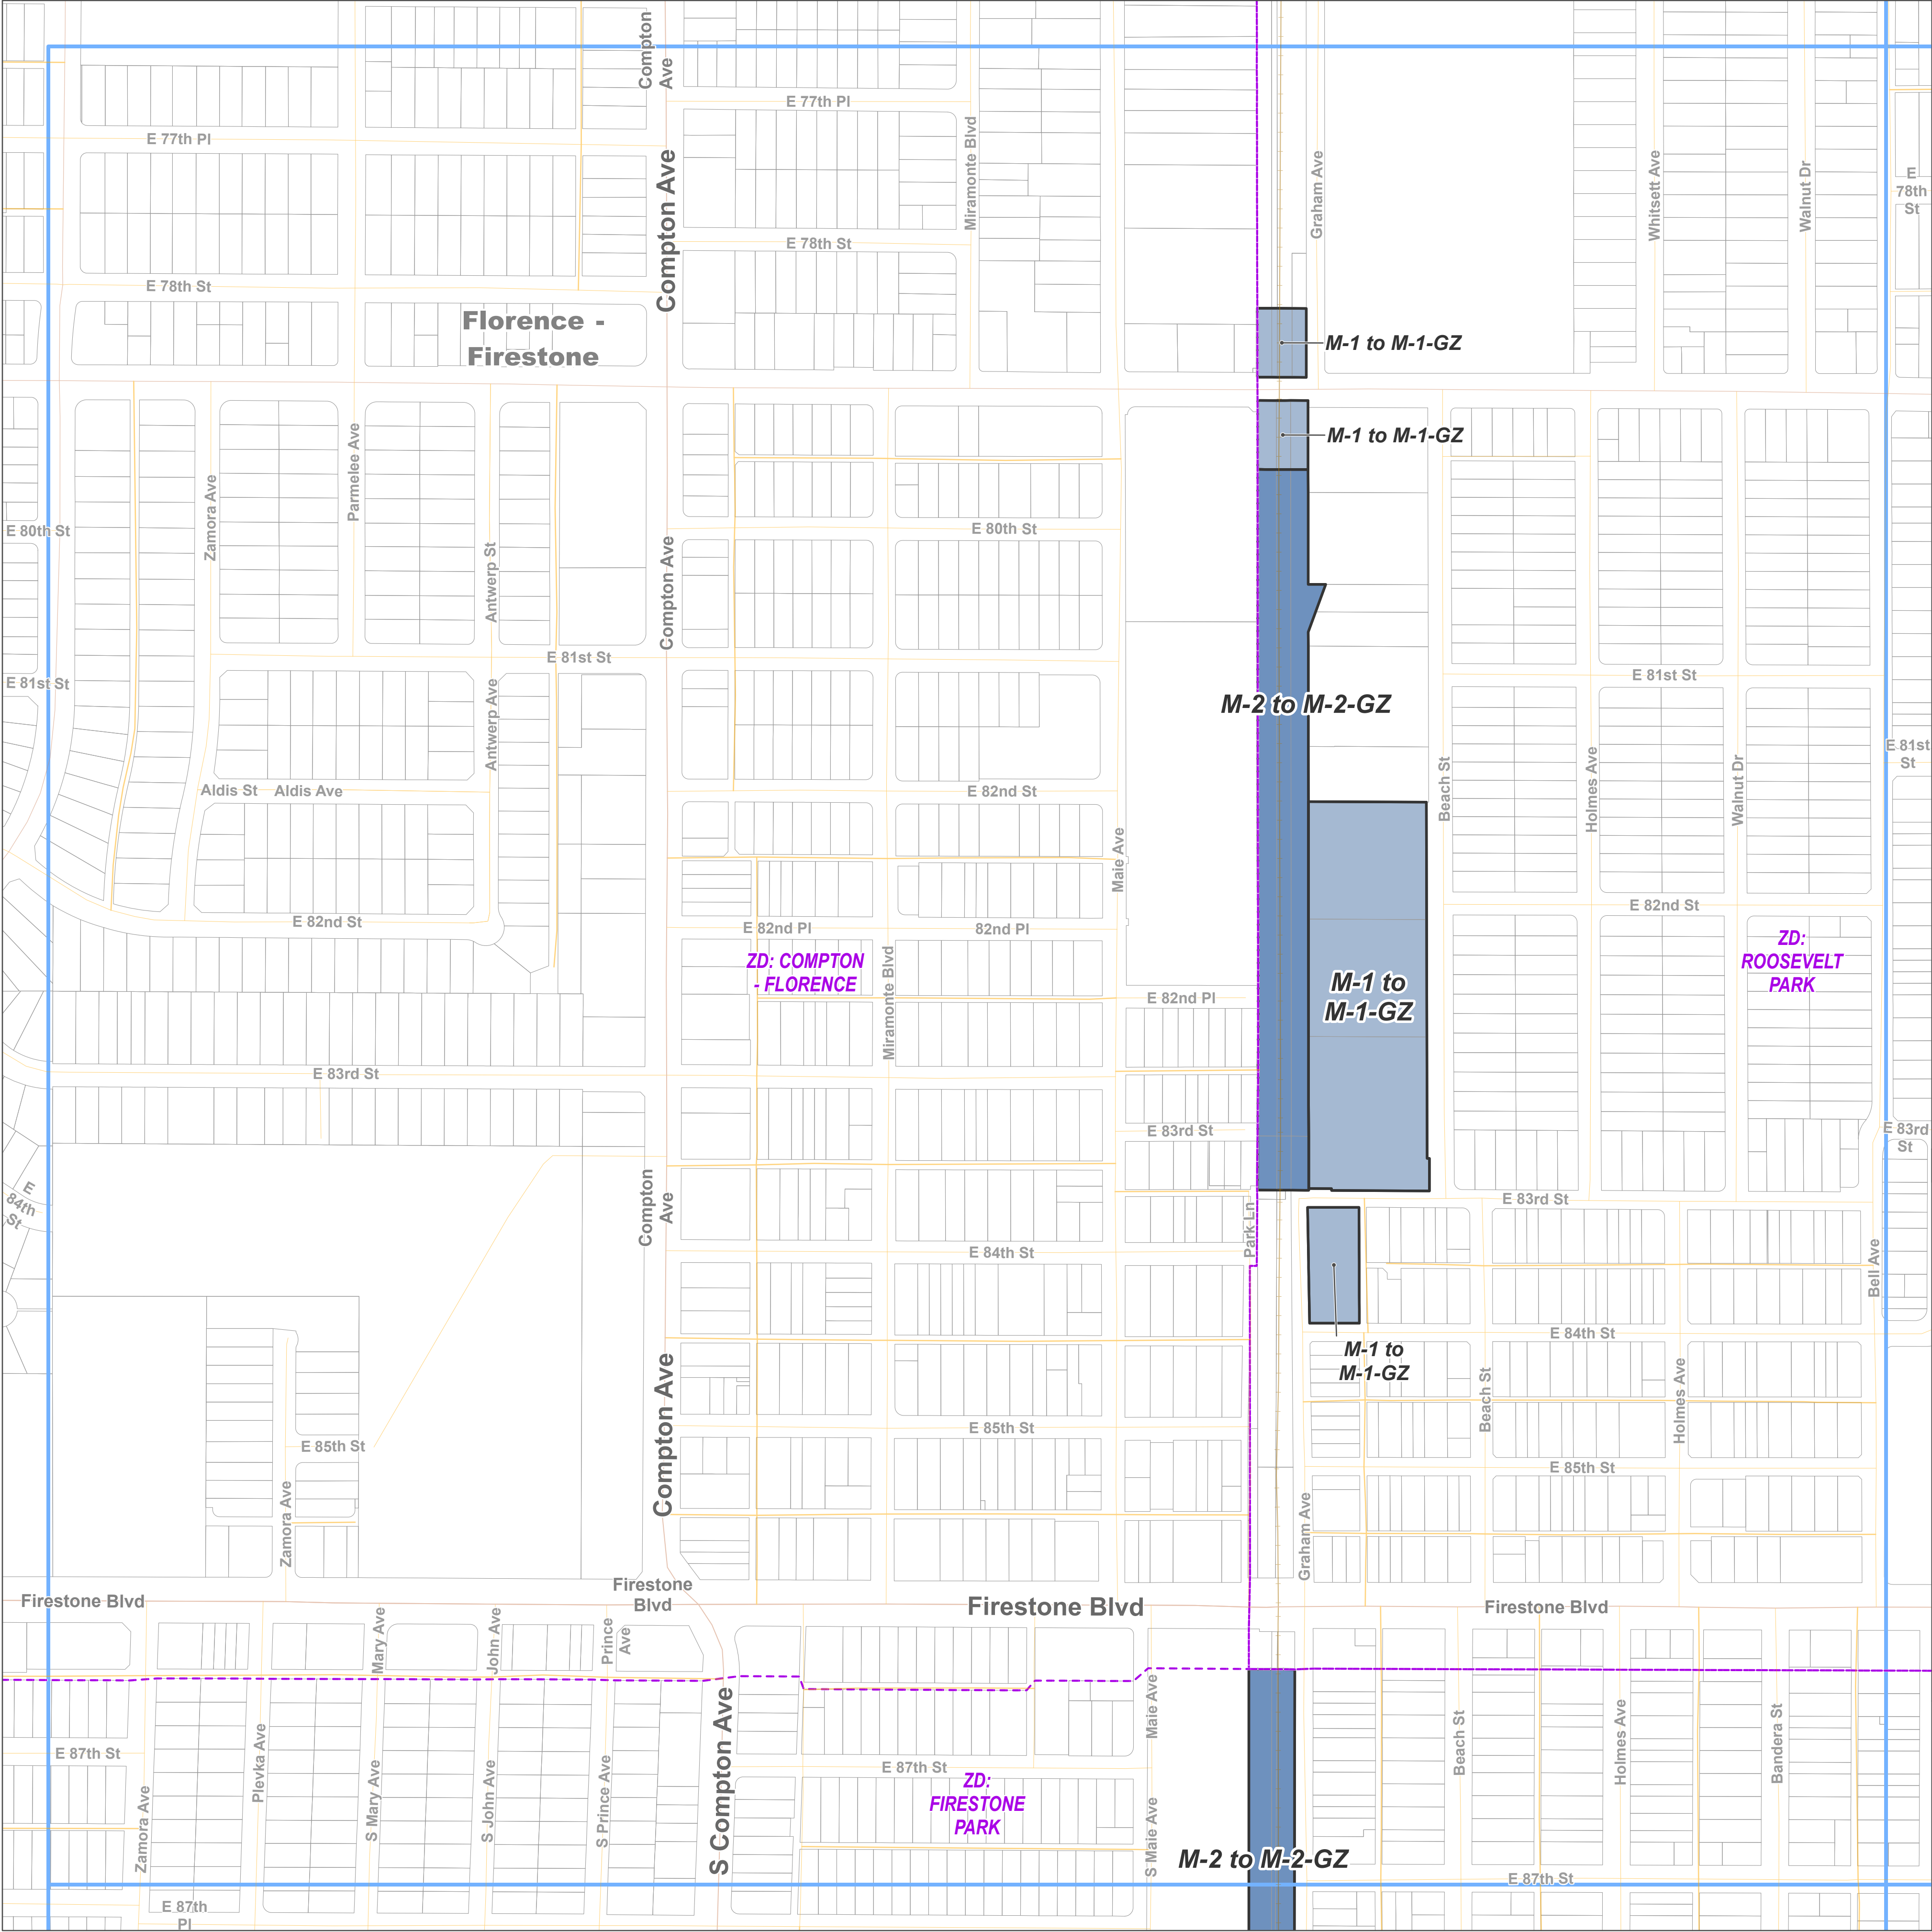 Compton
Ave
E 77th Pl
E 77th Pl
Miramonte Blvd
Compton Ave
Graham Ave
Whitsett Ave
Walnut Dr
E
78th
St
E 78th St
E 78th St
Florence -
Firestone
M-1 to M-1-GZ
M-1 to M-1-GZ
Parmelee Ave
Zamora Ave
E 80th St
E 80th St
Antwerp St
Compton Ave
E 81st St
E 81st St
E 81st St
Antwerp Ave
M-2 to M-2-GZ
E 81st
St
Aldis St
Aldis Ave
E 82nd St
Beach St
Holmes Ave
Walnut Dr
Maie Ave
E 82nd St
E 82nd St
E 82nd Pl
82nd Pl
ZD: COMPTON
- FLORENCE
Miramonte Blvd
E 82nd Pl
M-1 to
M-1-GZ
ZD:
ROOSEVELT
PARK
E 83rd St
E 83rd St
E 83rd
St
E
84th
St
Compton
Ave
Park Ln
E 83rd St
E 84th St
Bell Ave
E 84th St
M-1 to
M-1-GZ
Compton Ave
Beach St
Holmes Ave
E 85th St
E 85th St
E 85th St
Zamora Ave
Graham Ave
Firestone Blvd
Firestone
Blvd
Firestone Blvd
Firestone Blvd
Mary Ave
John Ave
Prince
Ave
Maie Ave
S Compton Ave
E 87th St
Plevka Ave
Zamora Ave
S Mary Ave
S John Ave
S Prince Ave
E 87th St
ZD:
FIRESTONE
PARK
S Maie Ave
Beach St
Holmes Ave
Bandera St
M-2 to M-2-GZ
E 87th St
E 87th
Pl